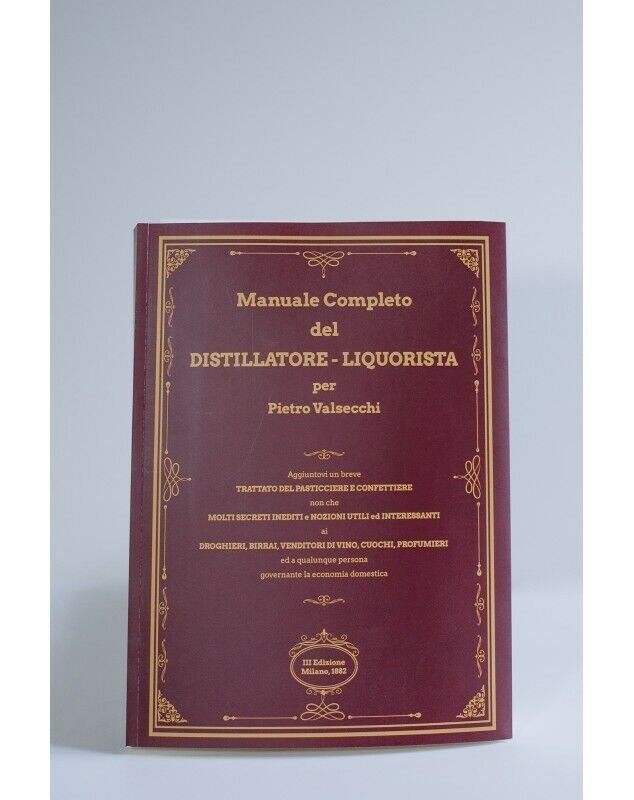 Manuale Completo
del
DISTILLATORE - LIQUORISTA
per
Pietro Valsecchi
Aggiuntovi un breve
TRATTATO DEL PASTICCIERE E CONFETTIERE
non che
MOLTI SECRETI INEDITI e NOZIONI UTILI ed INTERESSANTI
ai
DROGHIERI, BIRRAI, VENDITORI DI VINO, CUOCHI, PROFUMIERI
ed a qualunque persona
governante la economia domestica
III Edizione
Milano, 1882